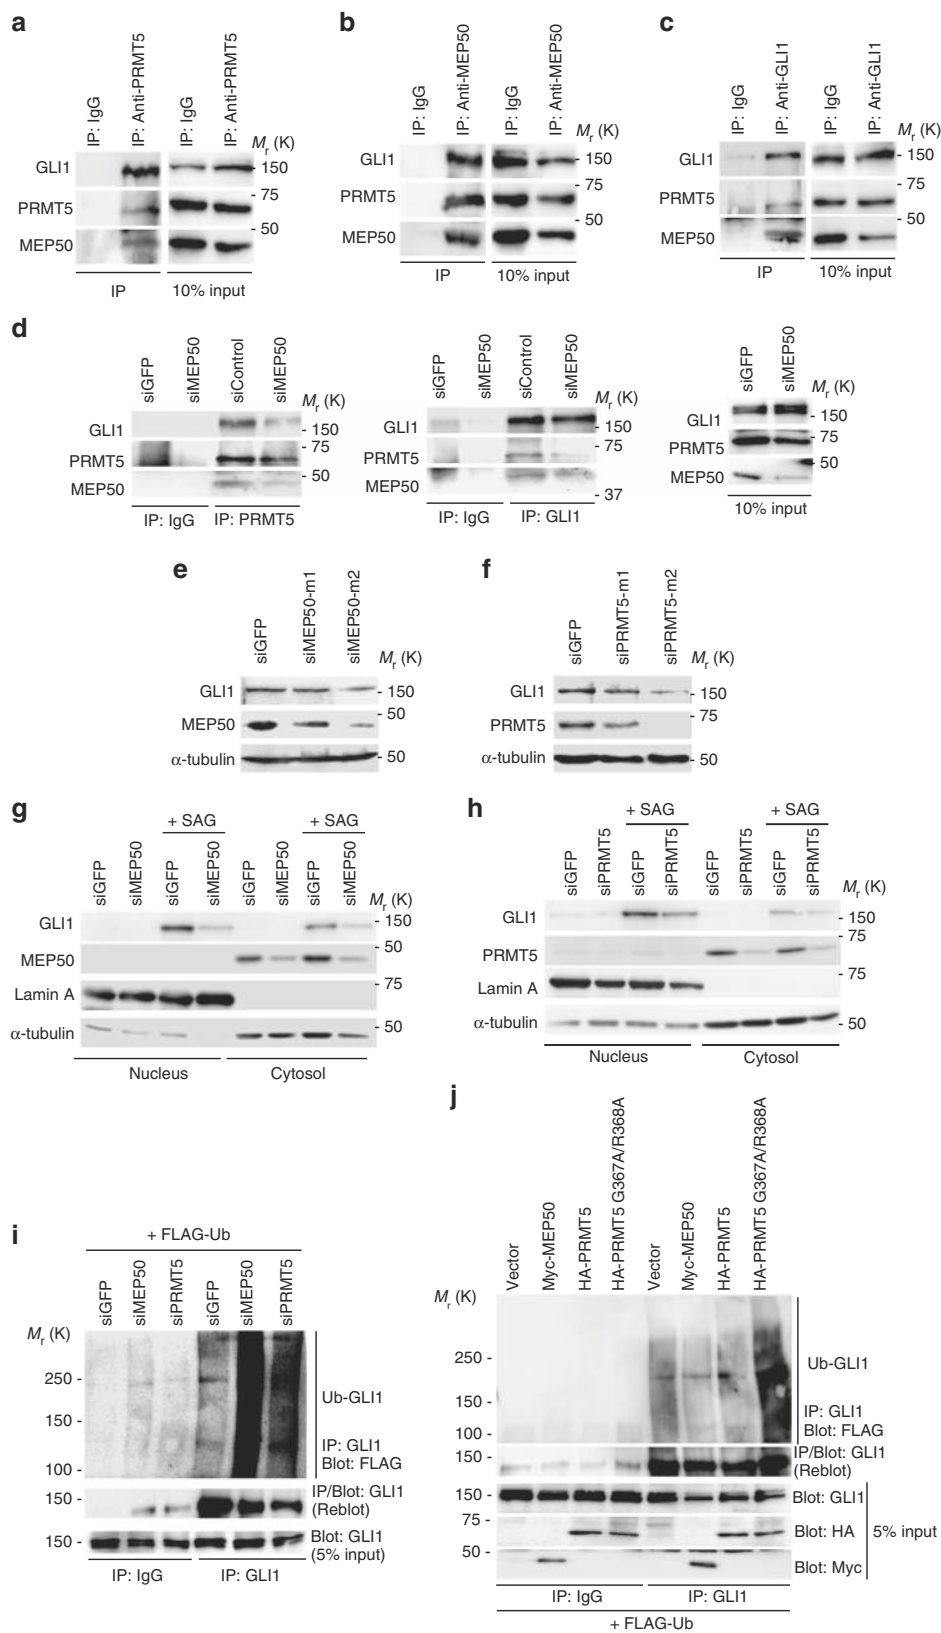 a
IP: IgG
IP: Anti-PRMT5
IP: IgG
IP: Anti-PRMT5
Mr (K)
GLI1
150
75
PRMT5
50
MEP50
IP
10% input
b
IP: IgG
IP: Anti-MEP50
IP: IgG
IP: Anti-MEP50
Mr (K)
GLI1
150
75
PRMT5
50
MEP50
IP
10% input
c
IP: IgG
IP: Anti-GLI1
IP: IgG
IP: Anti-GLI1
Mr (K)
GLI1
150
75
PRMT5
50
MEP50
IP
10% input
d
siGFP
siMEP50
siControl
siMEP50
Mr (K)
GLI1
150
75
PRMT5
50
MEP50
IP: IgG
IP: PRMT5
siGFP
siMEP50
siControl
siMEP50
Mr (K)
GLI1
150
75
PRMT5
50
MEP50
37
IP: IgG
IP: GLI1
siGFP
siMEP50
Mr (K)
GLI1
150
PRMT5
75
50
MEP50
10% input
e
siGFP
siMEP50-m1
siMEP50-m2
Mr (K)
GLI1
150
50
MEP50
α-tubulin
50
f
siGFP
siPRMT5-m1
siPRMT5-m2
Mr (K)
GLI1
150
75
PRMT5
α-tubulin
50
g
+ SAG
+ SAG
siGFP
siMEP50
siGFP
siMEP50
siGFP
siMEP50
siGFP
siMEP50
Mr (K)
GLI1
150
50
MEP50
75
Lamin A
α-tubulin
50
Nucleus
Cytosol
h
+ SAG
+ SAG
siGFP
siPRMT5
siGFP
siPRMT5
siGFP
siPRMT5
siGFP
siPRMT5
Mr (K)
GLI1
150
75
PRMT5
75
Lamin A
α-tubulin
50
Nucleus
Cytosol
i
+ FLAG-Ub
siGFP
siMEP50
siPRMT5
siGFP
siMEP50
siPRMT5
Mr (K)
250
Ub-GLI1
150
IP: GLI1
Blot: FLAG
100
150
IP/Blot: GLI1
(Reblot)
150
Blot: GLI1
(5% input)
IP: IgG
IP: GLI1
j
Vector
Myc-MEP50
HA-PRMT5
HA-PRMT5 G367A/R368A
Vector
Myc-MEP50
HA-PRMT5
HA-PRMT5 G367A/R368A
Mr (K)
250
Ub-GLI1
150
IP: GLI1
Blot: FLAG
100
150
IP/Blot: GLI1
(Reblot)
150
Blot: GLI1
75
Blot: HA
5% input
50
Blot: Myc
IP: IgG
IP: GLI1
+ FLAG-Ub